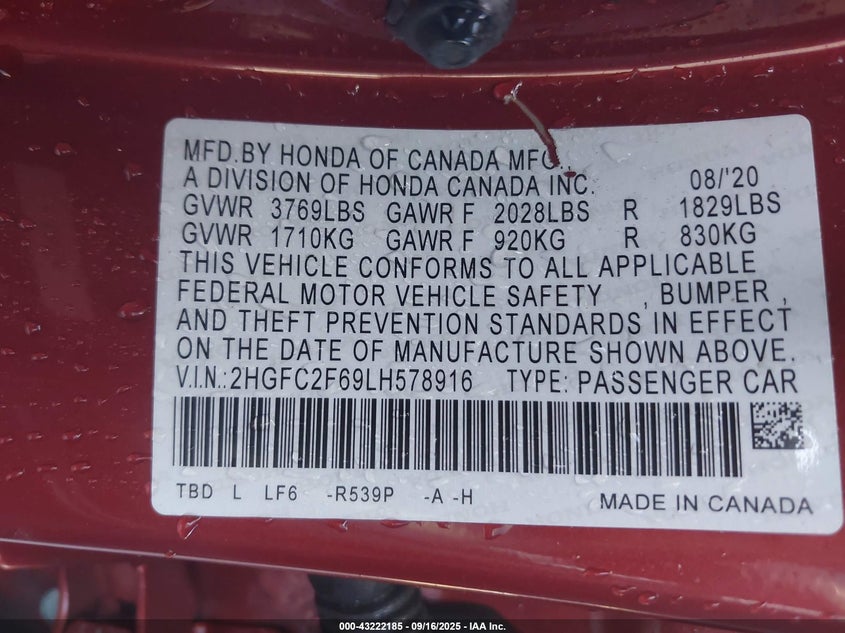 MFD.BY HONDA OF CANADA MFG.,
A DIVISION OF HONDA CANADA INC. 08/'20
GVWR 3769LBS GAWR F 2028LBS R 1829LBS
GVWR 1710KG GAWR F 920KG R 830KG
THIS VEHICLE CONFORMS TO ALL APPLICABLE
FEDERAL MOTOR VEHICLE SAFETY , BUMPER ,
AND THEFT PREVENTION STANDARDS IN EFFECT
ON THE DATE OF MANUFACTURE SHOWN ABOVE.
V.I.N.:2HGFC2F69LH578916 TYPE: PASSENGER CAR
TBD L LF6 -R539P -A -H MADE IN CANADA
000-43222185 - 09/16/2025 - IAA Inc.